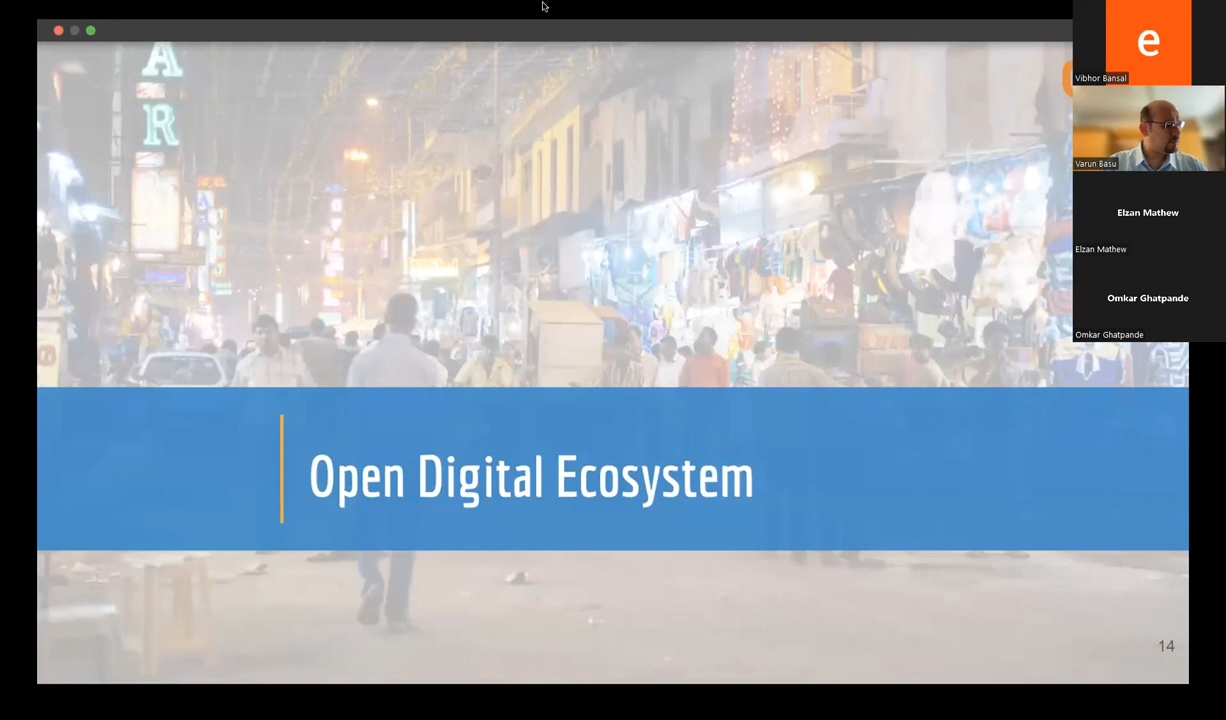 A
R
e
Vibhor Bansal
Varun Basu
Elzan Mathew
Elzan Mathew
Omkar Ghatpande
Omkar Ghatpande
Open Digital Ecosystem
14